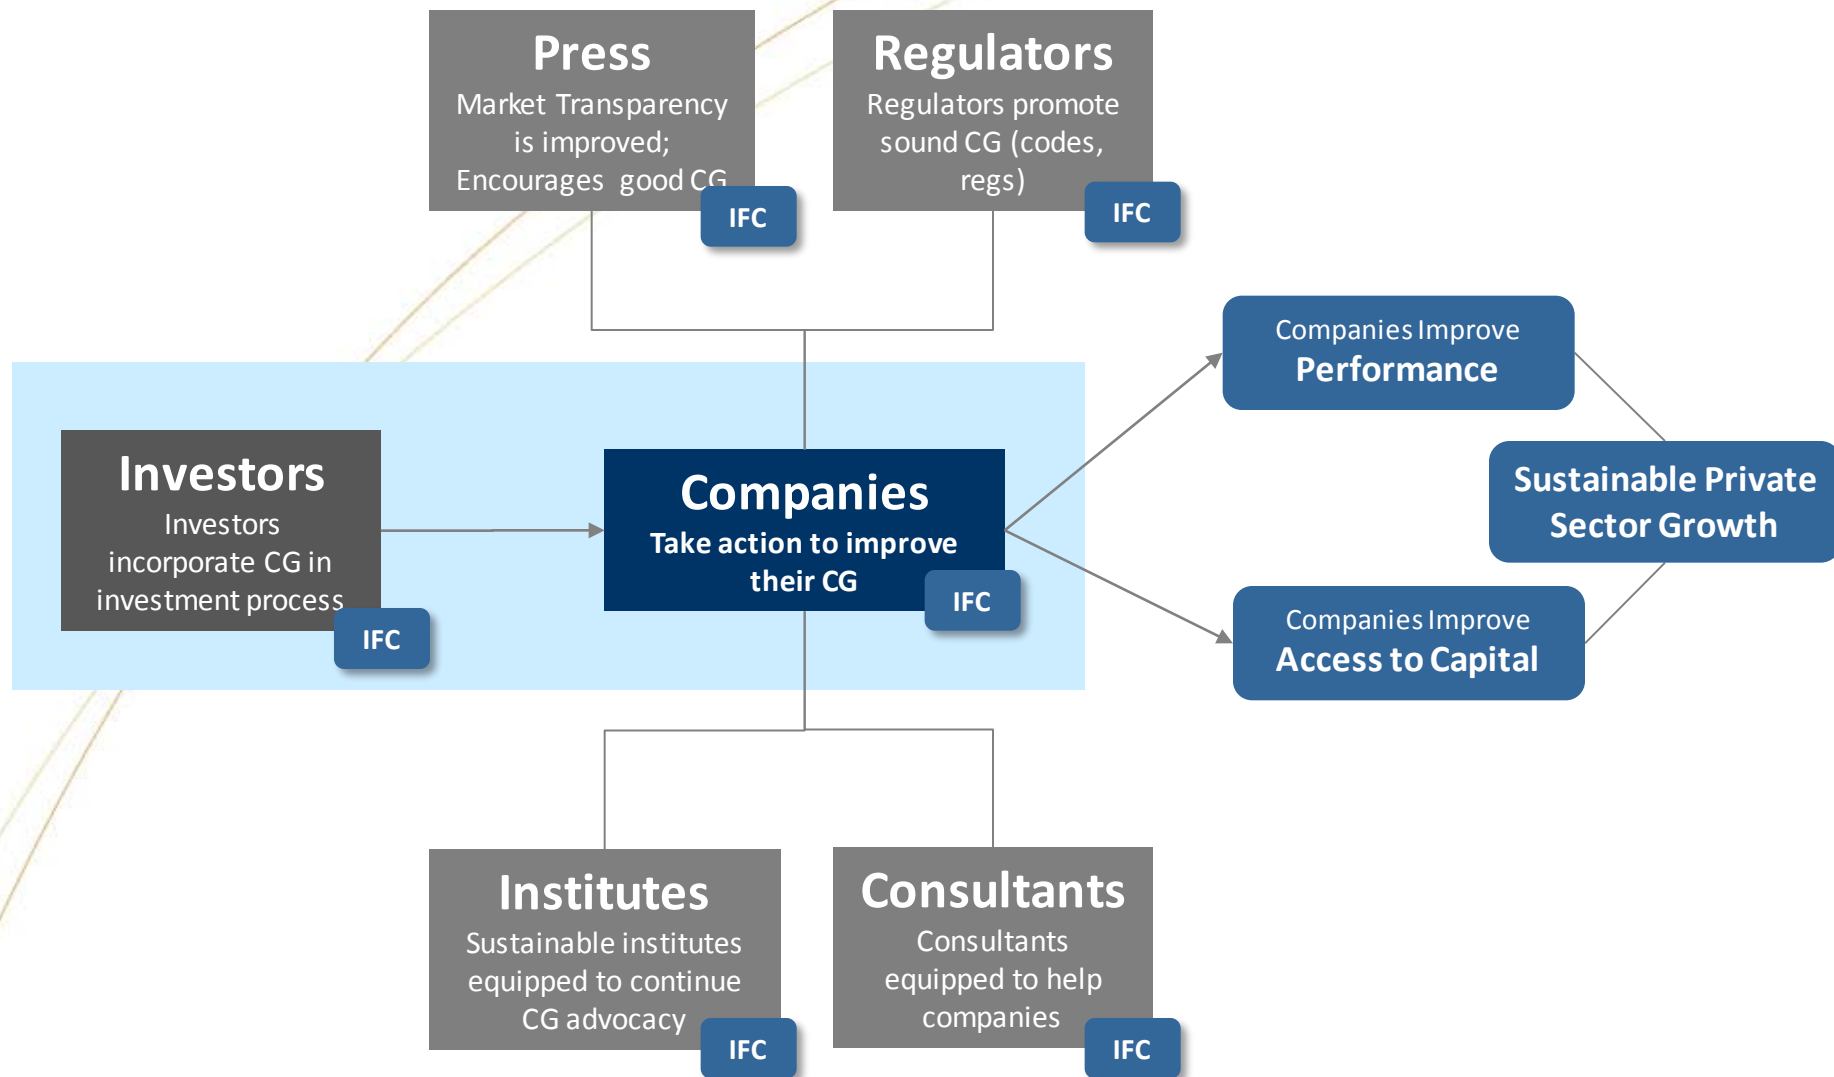 Press
Market Transparency
is improved;
Encourages good CG
IFC
Regulators
Regulators promote
sound CG (codes,
regs)
IFC
Investors
Investors
incorporate CG in
investment process
IFC
Companies
Take action to improve
their CG
IFC
Companies Improve
Performance
Sustainable Private
Sector Growth
Companies Improve
Access to Capital
Institutes
Sustainable institutes
equipped to continue
CG advocacy
IFC
Consultants
Consultants
equipped to help
companies
IFC